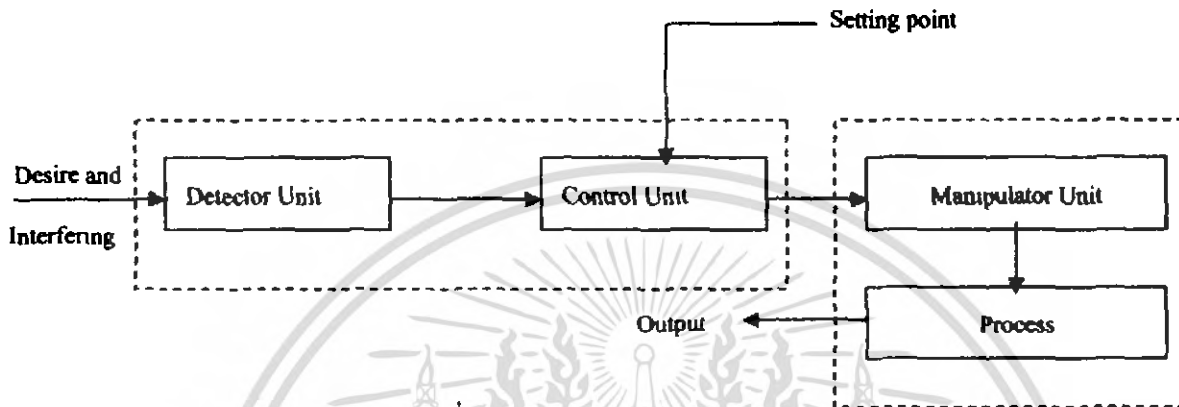 Setting point
Desire and
Interfering
Detector Unit
Control Unit
Manipulator Unit
Output
Process